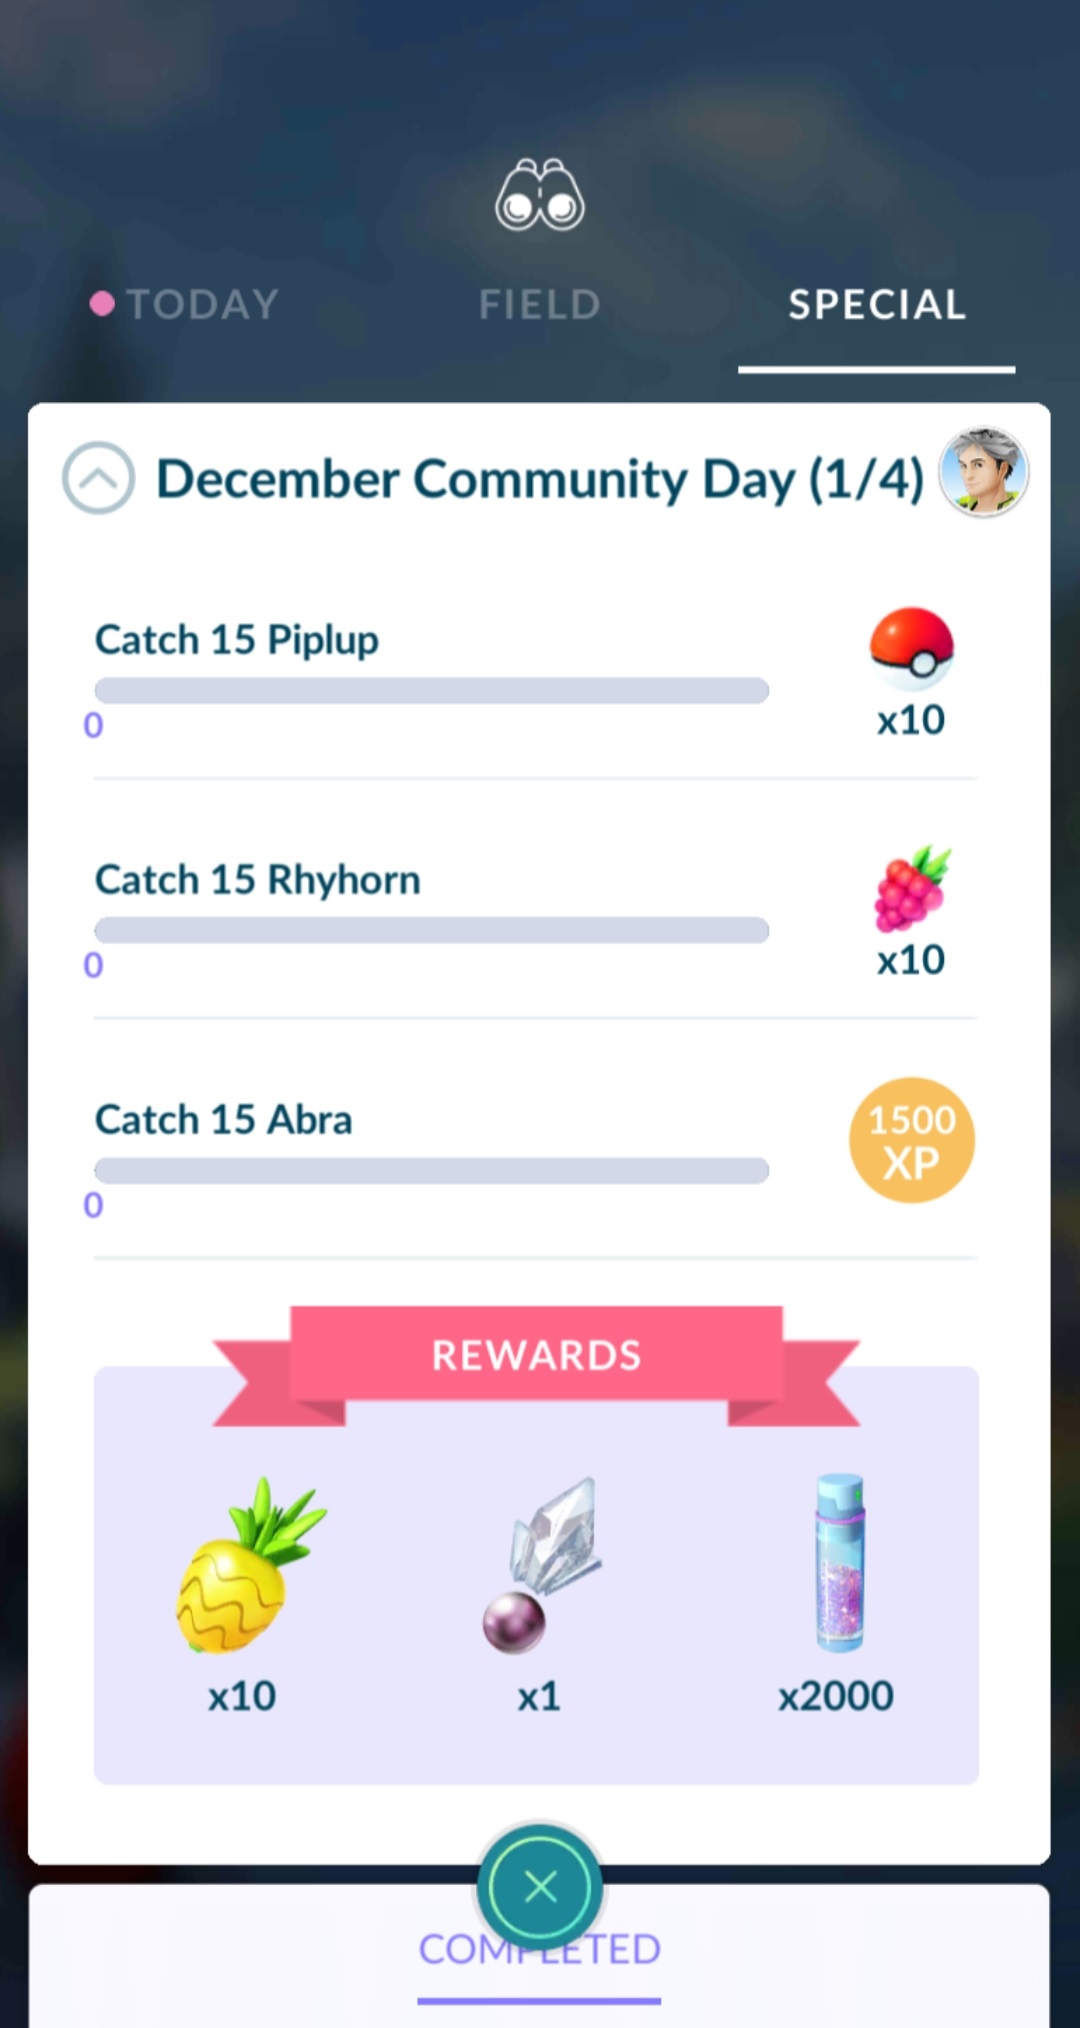 TODAY
FIELD
SPECIAL
December Community Day (1/4)
Catch 15 Piplup
0
x10
Catch 15 Rhyhorn
0
x10
Catch 15 Abra
0
1500
XP
REWARDS
x10
x1
x2000
COMPLETED